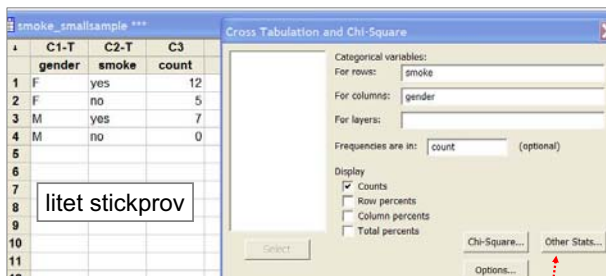 smoke_smallsample ***
↓ C1-T C2-T C3
gender smoke count
1 F yes 12
2 F no 5
3 M yes 7
4 M no 0
5
6
7
8
9
10
11
litet stickprov
Cross Tabulation and Chi-Square
Categorical variables:
For rows: smoke
For columns: gender
For layers:
Frequencies are in: count (optional)
Display
Counts
Row percents
Column percents
Total percents
Select
Chi-Square... Other Stats...
Options...